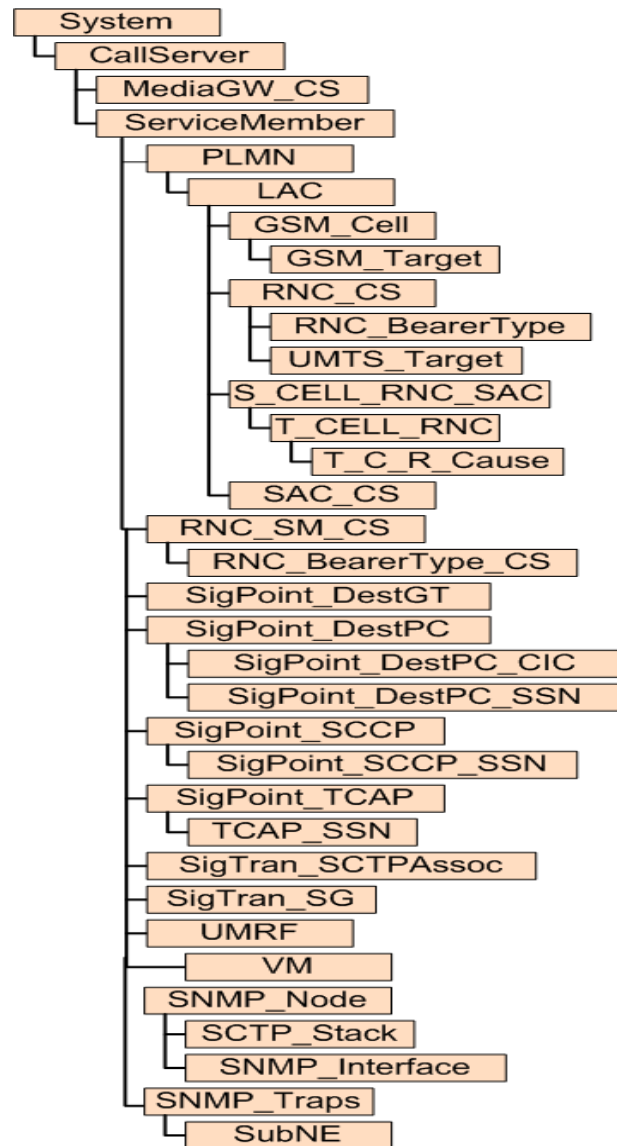 System
CallServer
MediaGW_CS
ServiceMember
PLMN
LAC
GSM_Cell
GSM_Target
RNC_CS
RNC_BearerType
UMTS_Target
S_CELL_RNC_SAC
T_CELL_RNC
T_C_R_Cause
SAC_CS
RNC_SM_CS
RNC_BearerType_CS
SigPoint_DestGT
SigPoint_DestPC
SigPoint_DestPC_CIC
SigPoint_DestPC_SSN
SigPoint_SCCP
SigPoint_SCCP_SSN
SigPoint_TCAP
TCAP_SSN
SigTran_SCTPAssoc
SigTran_SG
UMRF
VM
SNMP_Node
SCTP_Stack
SNMP_Interface
SNMP_Traps
SubNE